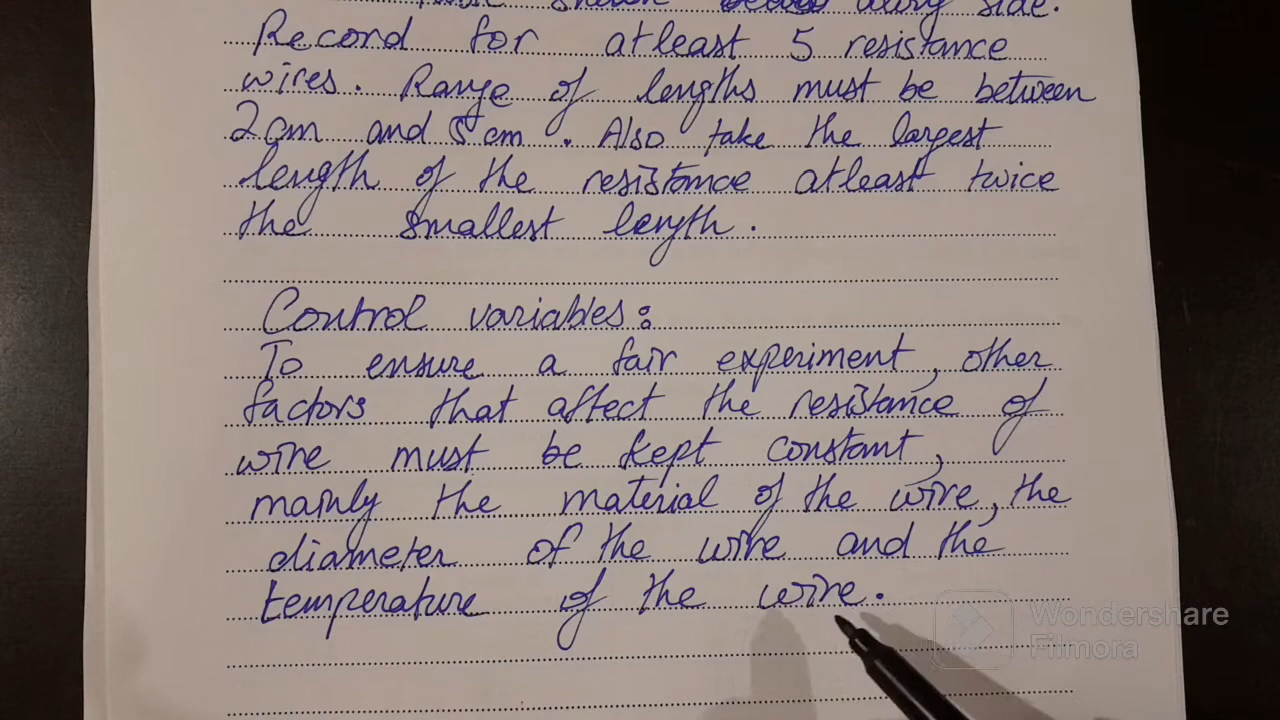 along side.
Record for atleast 5 resistance
wires. Range of lengths must be between
2cm and 5cm. Also take the largest
length of the resistance atleast twice
the smallest length.
Control variables:
To ensure a fair experiment, other
factors that affect the resistance of
wire must be kept constant,
mainly the material of the wire, the
diameter of the wire and the
temperature of the wire.
Wondershare
Filmora